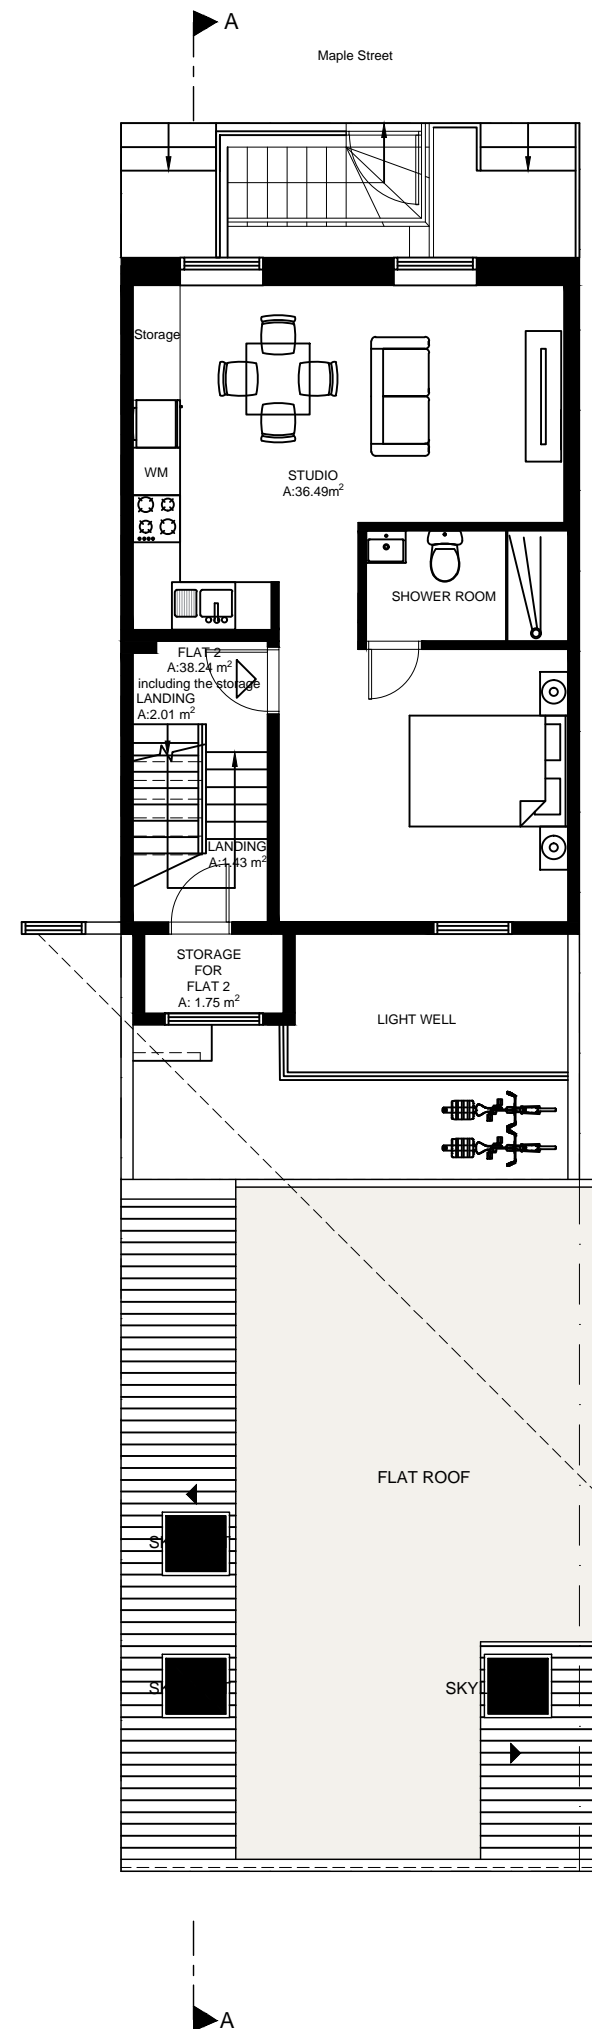 A
Maple Street
Storage
WM
STUDIO
A:36.49m²
SHOWER ROOM
FLAT 2
A:38.24 m²
including the storage
LANDING
A:2.01 m²
LANDING
A:1.43 m²
STORAGE
FOR
FLAT 2
A: 1.75 m²
LIGHT WELL
FLAT ROOF
SKY
A